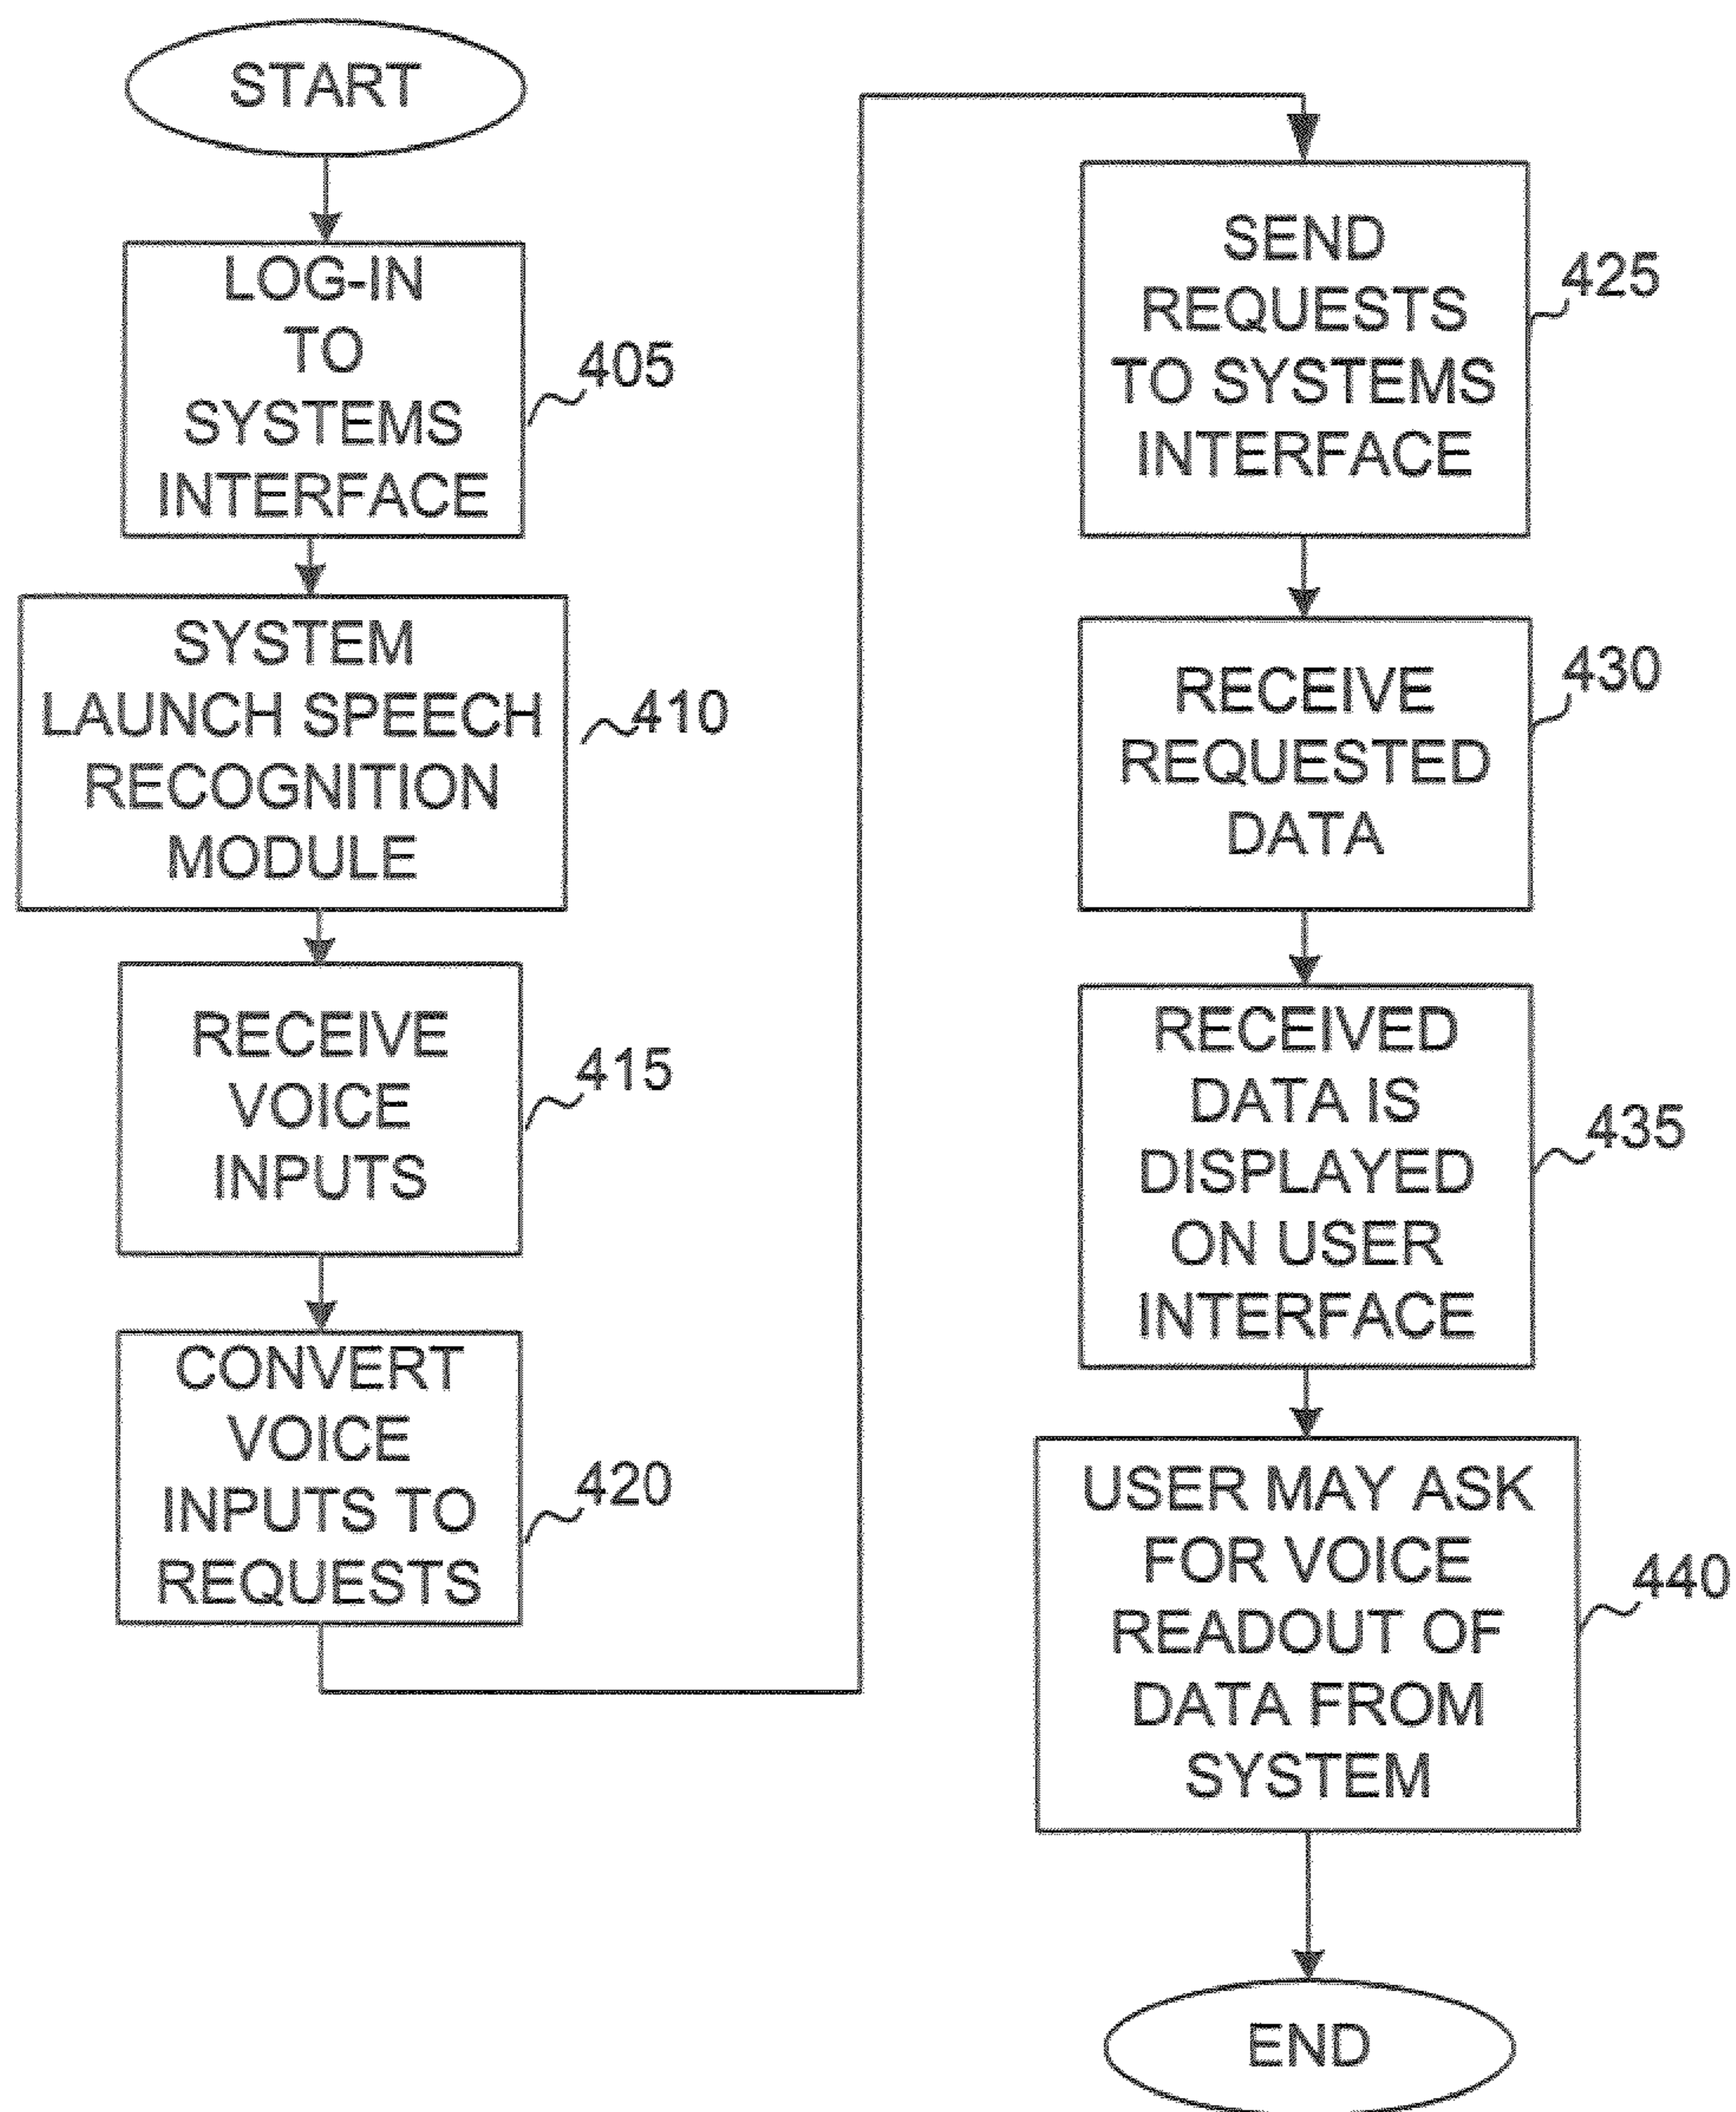 START
LOG-IN
TO
SYSTEMS
INTERFACE
405
SYSTEM
LAUNCH SPEECH
RECOGNITION
MODULE
410
RECEIVE
VOICE
INPUTS
415
CONVERT
VOICE
INPUTS TO
REQUESTS
420
SEND
REQUESTS
TO SYSTEMS
INTERFACE
425
RECEIVE
REQUESTED
DATA
430
RECEIVED
DATA IS
DISPLAYED
ON USER
INTERFACE
435
USER MAY ASK
FOR VOICE
READOUT OF
DATA FROM
SYSTEM
440
END